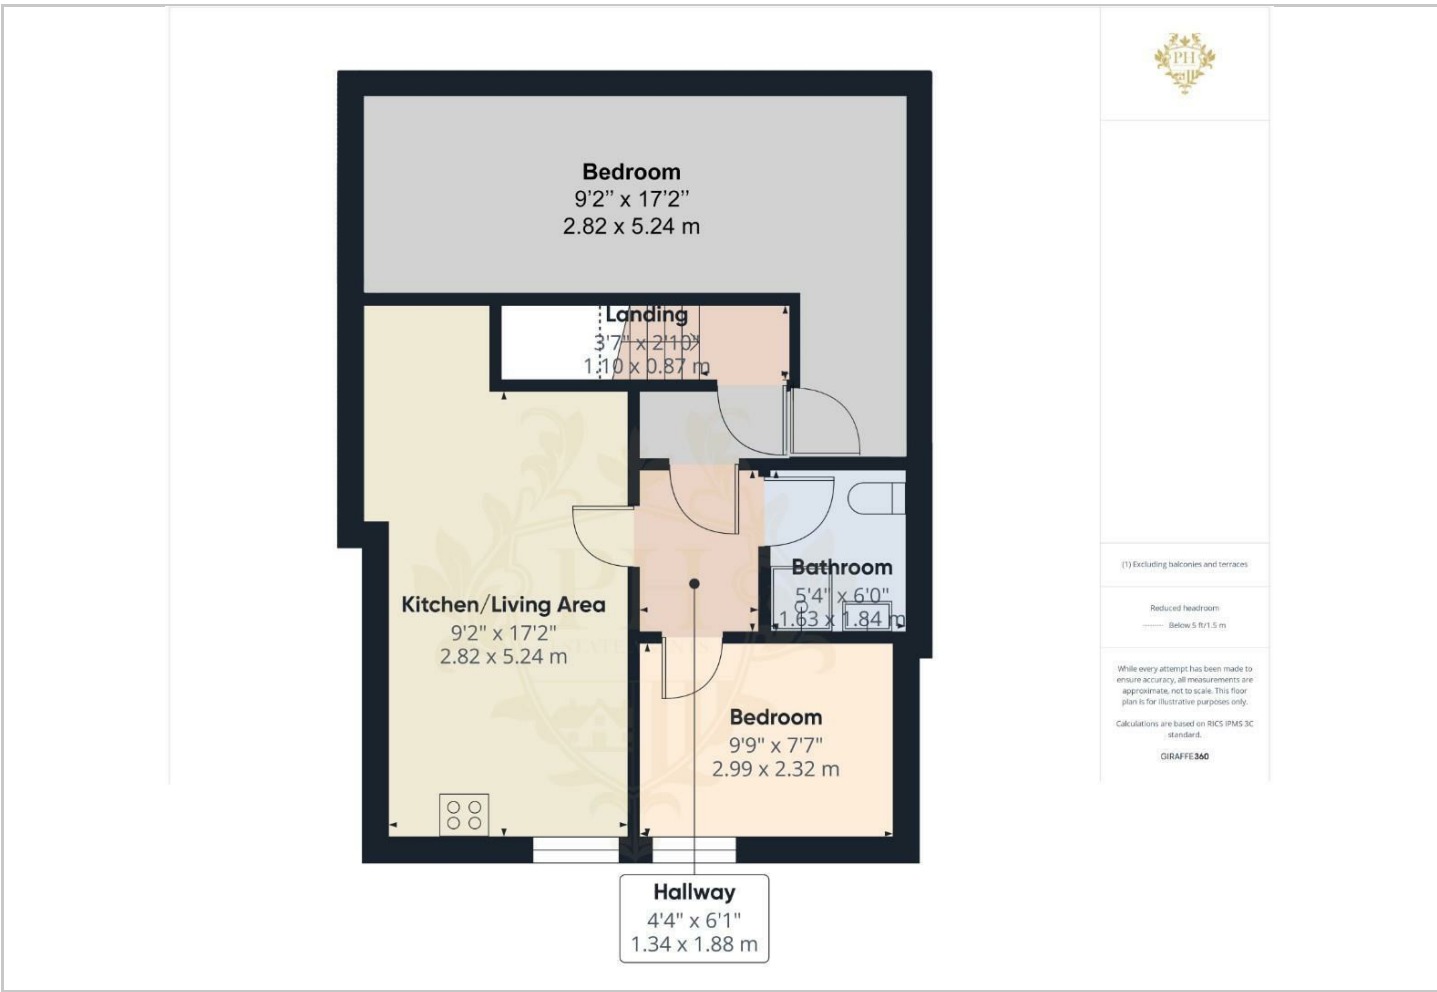 Bedroom
9'2’’ x 17'2’’
2.82 x 5.24 m
Landing
3'7" x 2'10"
1.10 x 0.87 m
Kitchen/Living Area
9'2" x 17'2"
2.82 x 5.24 m
Bathroom
5'4" x 6'0"
1.63 x 1.84 m
Bedroom
9'9" x 7'7"
2.99 x 2.32 m
Hallway
4'4" x 6'1"
1.34 x 1.88 m
PH
PH
(1) Excluding balconies and terraces
Reduced headroom
Below 5 ft/1.5 m
While every attempt has been made to
ensure accuracy, all measurements are
approximate, not to scale. This floor
plan is for illustrative purposes only.
Calculations are based on RICS IPMS 3C
standard.
GIRAFFE360